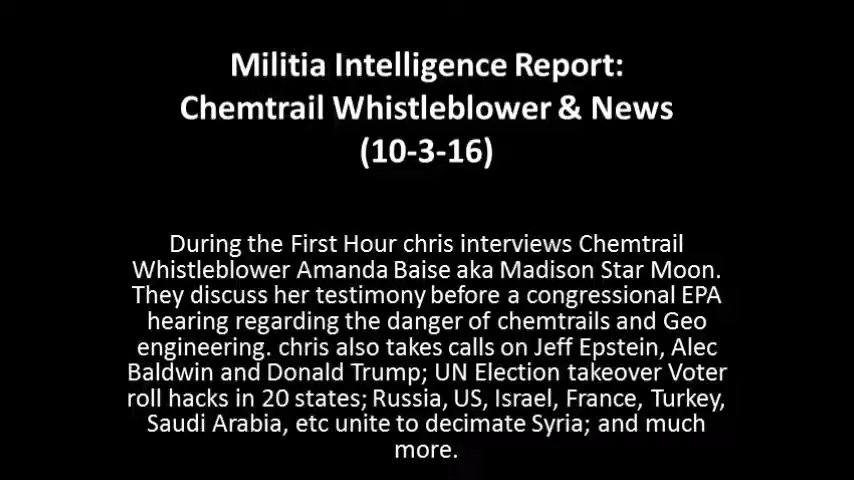 Militia Intelligence Report:
Chemtrail Whistleblower & News
(10-3-16)
During the First Hour chris interviews Chemtrail
Whistleblower Amanda Baise aka Madison Star Moon.
They discuss her testimony before a congressional EPA
hearing regarding the danger of chemtrails and Geo
engineering. chris also takes calls on Jeff Epstein, Alec
Baldwin and Donald Trump; UN Election takeover Voter
roll hacks in 20 states; Russia, US, Israel, France, Turkey,
Saudi Arabia, etc unite to decimate Syria; and much
more.